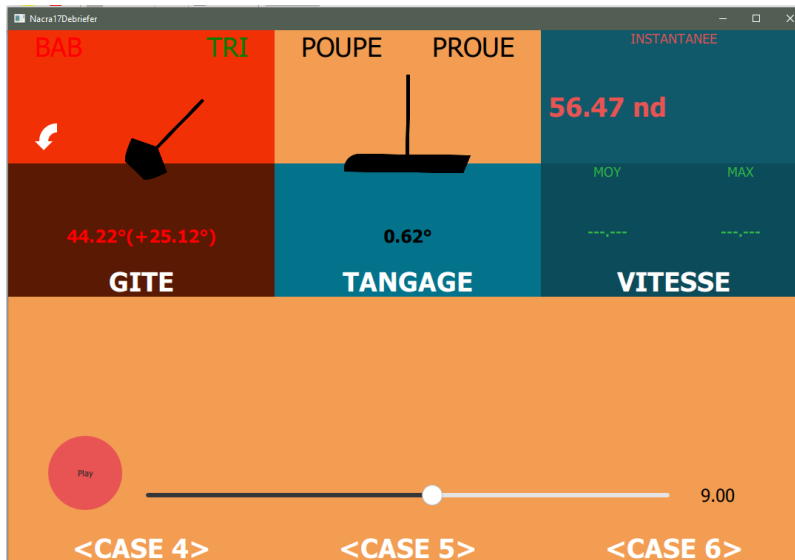 Nacra17Debriefer
BAB TRI
POUPE PROUE
INSTANTANEE
56.47 nd
MOY MAX
44.22°(+25.12°)
0.62°
---.--- ---.---
GITE
TANGAGE
VITESSE
Play
9.00
<CASE 4>
<CASE 5>
<CASE 6>